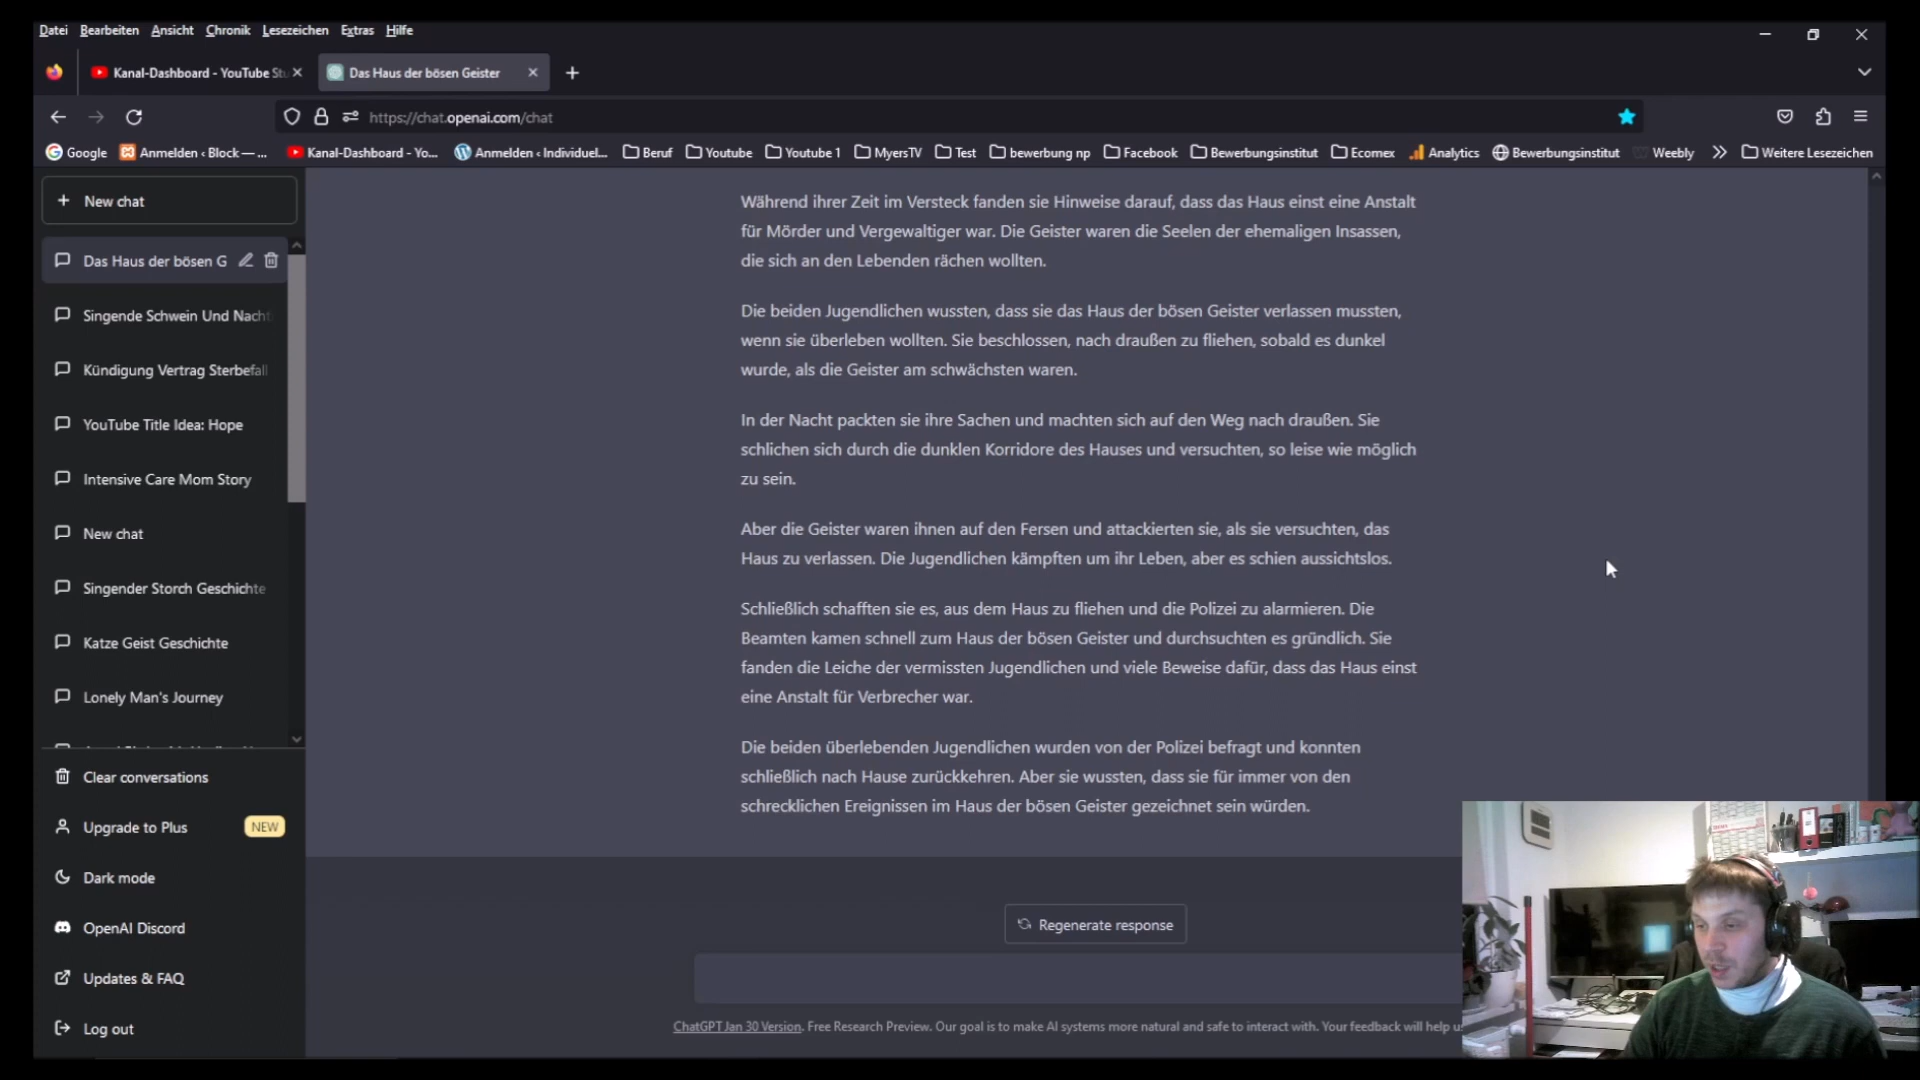 Datei Bearbeiten Ansicht Chronik Lesezeichen Extras Hilfe
Kanal-Dashboard - YouTube Stu
Das Haus der bösen Geister
https://chat.openai.com/chat
Google
Anmelden ‹ Block — ...
Kanal-Dashboard - Yo...
Anmelden ‹ Individuel...
Beruf
Youtube
Youtube 1
MyersTV
Test
bewerbung np
Facebook
Bewerbungsinstitut
Ecomex
Analytics
Bewerbungsinstitut
Weebly
Weitere Lesezeichen
+ New chat
Das Haus der bösen G
Singende Schwein Und Nacht
Kündigung Vertrag Sterbefall
YouTube Title Idea: Hope
Intensive Care Mom Story
New chat
Singender Storch Geschichte
Katze Geist Geschichte
Lonely Man's Journey
Clear conversations
Upgrade to Plus NEW
Dark mode
OpenAI Discord
Updates & FAQ
Log out
Während ihrer Zeit im Versteck fanden sie Hinweise darauf, dass das Haus einst eine Anstalt
für Mörder und Vergewaltiger war. Die Geister waren die Seelen der ehemaligen Insassen,
die sich an den Lebenden rächen wollten.
Die beiden Jugendlichen wussten, dass sie das Haus der bösen Geister verlassen mussten,
wenn sie überleben wollten. Sie beschlossen, nach draußen zu fliehen, sobald es dunkel
wurde, als die Geister am schwächsten waren.
In der Nacht packten sie ihre Sachen und machten sich auf den Weg nach draußen. Sie
schlichen sich durch die dunklen Korridore des Hauses und versuchten, so leise wie möglich
zu sein.
Aber die Geister waren ihnen auf den Fersen und attackierten sie, als sie versuchten, das
Haus zu verlassen. Die Jugendlichen kämpften um ihr Leben, aber es schien aussichtslos.
Schließlich schafften sie es, aus dem Haus zu fliehen und die Polizei zu alarmieren. Die
Beamten kamen schnell zum Haus der bösen Geister und durchsuchten es gründlich. Sie
fanden die Leiche der vermissten Jugendlichen und viele Beweise dafür, dass das Haus einst
eine Anstalt für Verbrecher war.
Die beiden überlebenden Jugendlichen wurden von der Polizei befragt und konnten
schließlich nach Hause zurückkehren. Aber sie wussten, dass sie für immer von den
schrecklichen Ereignissen im Haus der bösen Geister gezeichnet sein würden.
Regenerate response
ChatGPT Jan 30 Version. Free Research Preview. Our goal is to make AI systems more natural and safe to interact with. Your feedback will help u